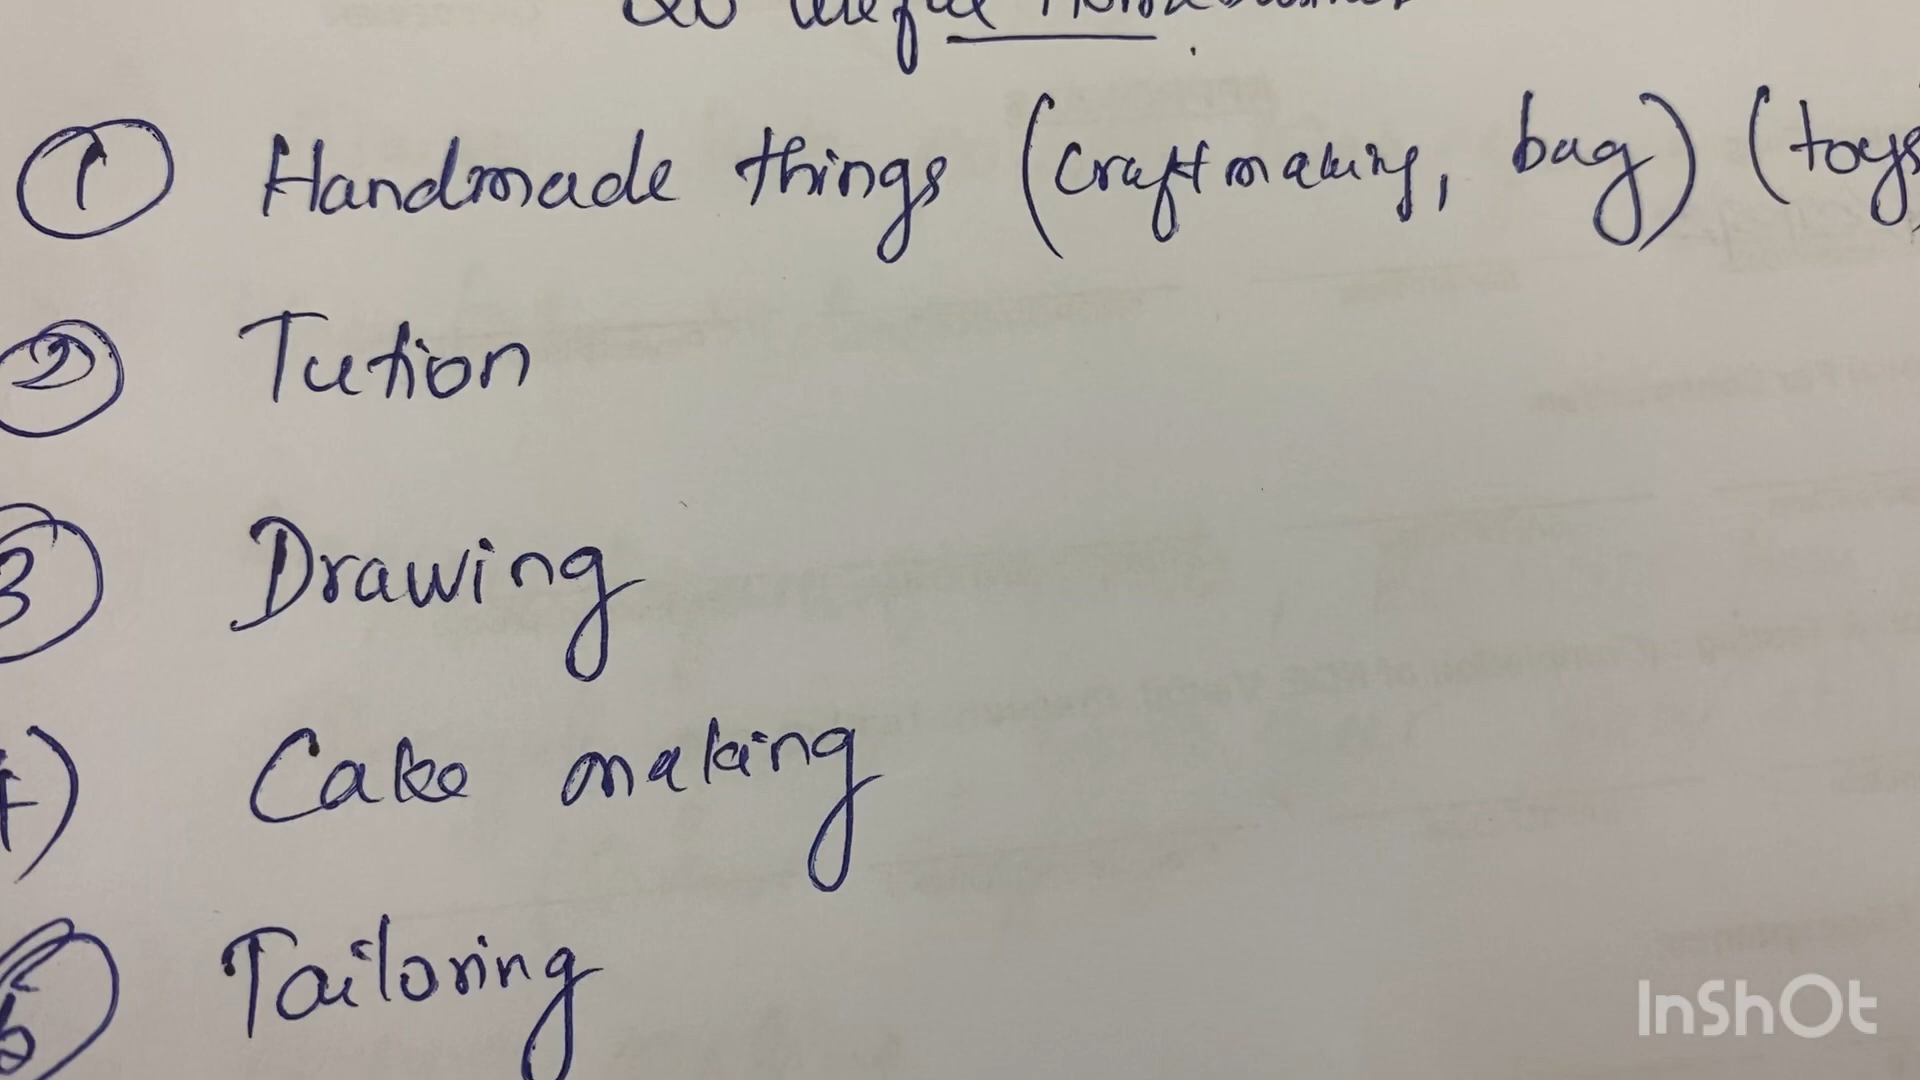 ① Handmade things (craftmaking, bag) (toys
② Tution
③ Drawing
4) Cake making
⑤ Tailoring
InShOt